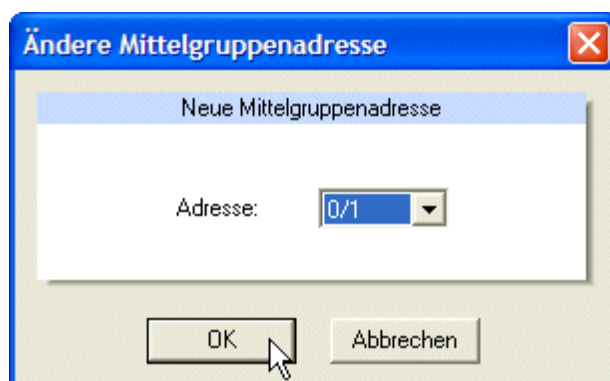 Ändere Mittelgruppenadresse
Neue Mittelgruppenadresse
Adresse: 0/1
OK Abbrechen